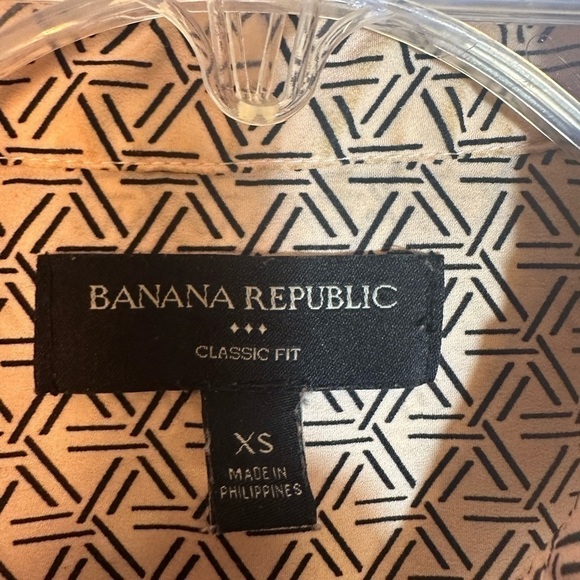 BANANA REPUBLIC
CLASSIC FIT
XS
MADE IN
PHILIPPINES